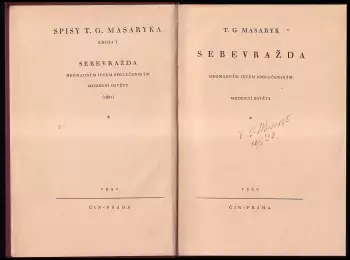 SPISY T. G. MASARYKA
KNIHA I
SEBEVRAŽDA
HROMADNÝM JEVEM SPOLEČENSKÝM
MODERNÍ OSVĚTY
(1881)
*
1930
ČIN-PRAHA
T. G. MASARYK
SEBEVRAŽDA
HROMADNÝM JEVEM SPOLEČENSKÝM
MODERNÍ OSVĚTY
*
T. G. Masaryk
1930
ČIN-PRAHA